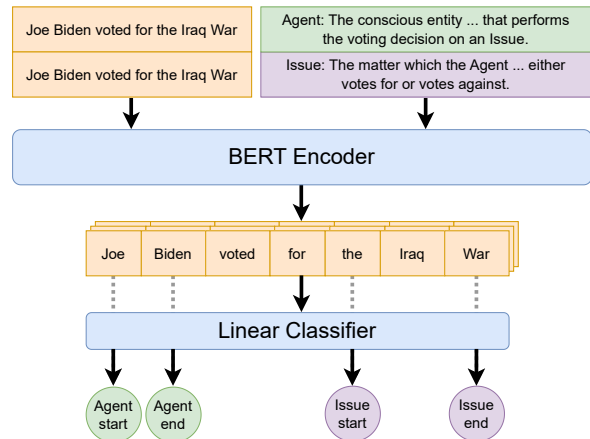 Joe Biden voted for the Iraq War
Joe Biden voted for the Iraq War
Agent: The conscious entity ... that performs
the voting decision on an Issue.
Issue: The matter which the Agent ... either
votes for or votes against.
BERT Encoder
Joe Biden voted for the Iraq War
Linear Classifier
Agent start
Agent end
Issue start
Issue end